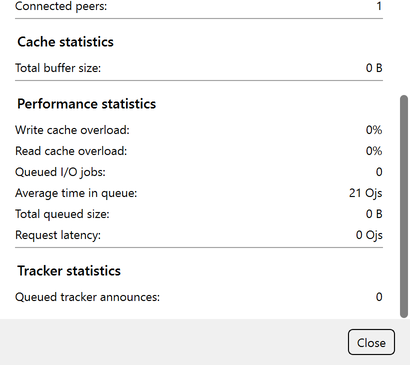 Connected peers: 1
Cache statistics
Total buffer size: 0 B
Performance statistics
Write cache overload: 0%
Read cache overload: 0%
Queued I/O jobs: 0
Average time in queue: 21 Ojs
Total queued size: 0 B
Request latency: 0 Ojs
Tracker statistics
Queued tracker announces: 0
Close